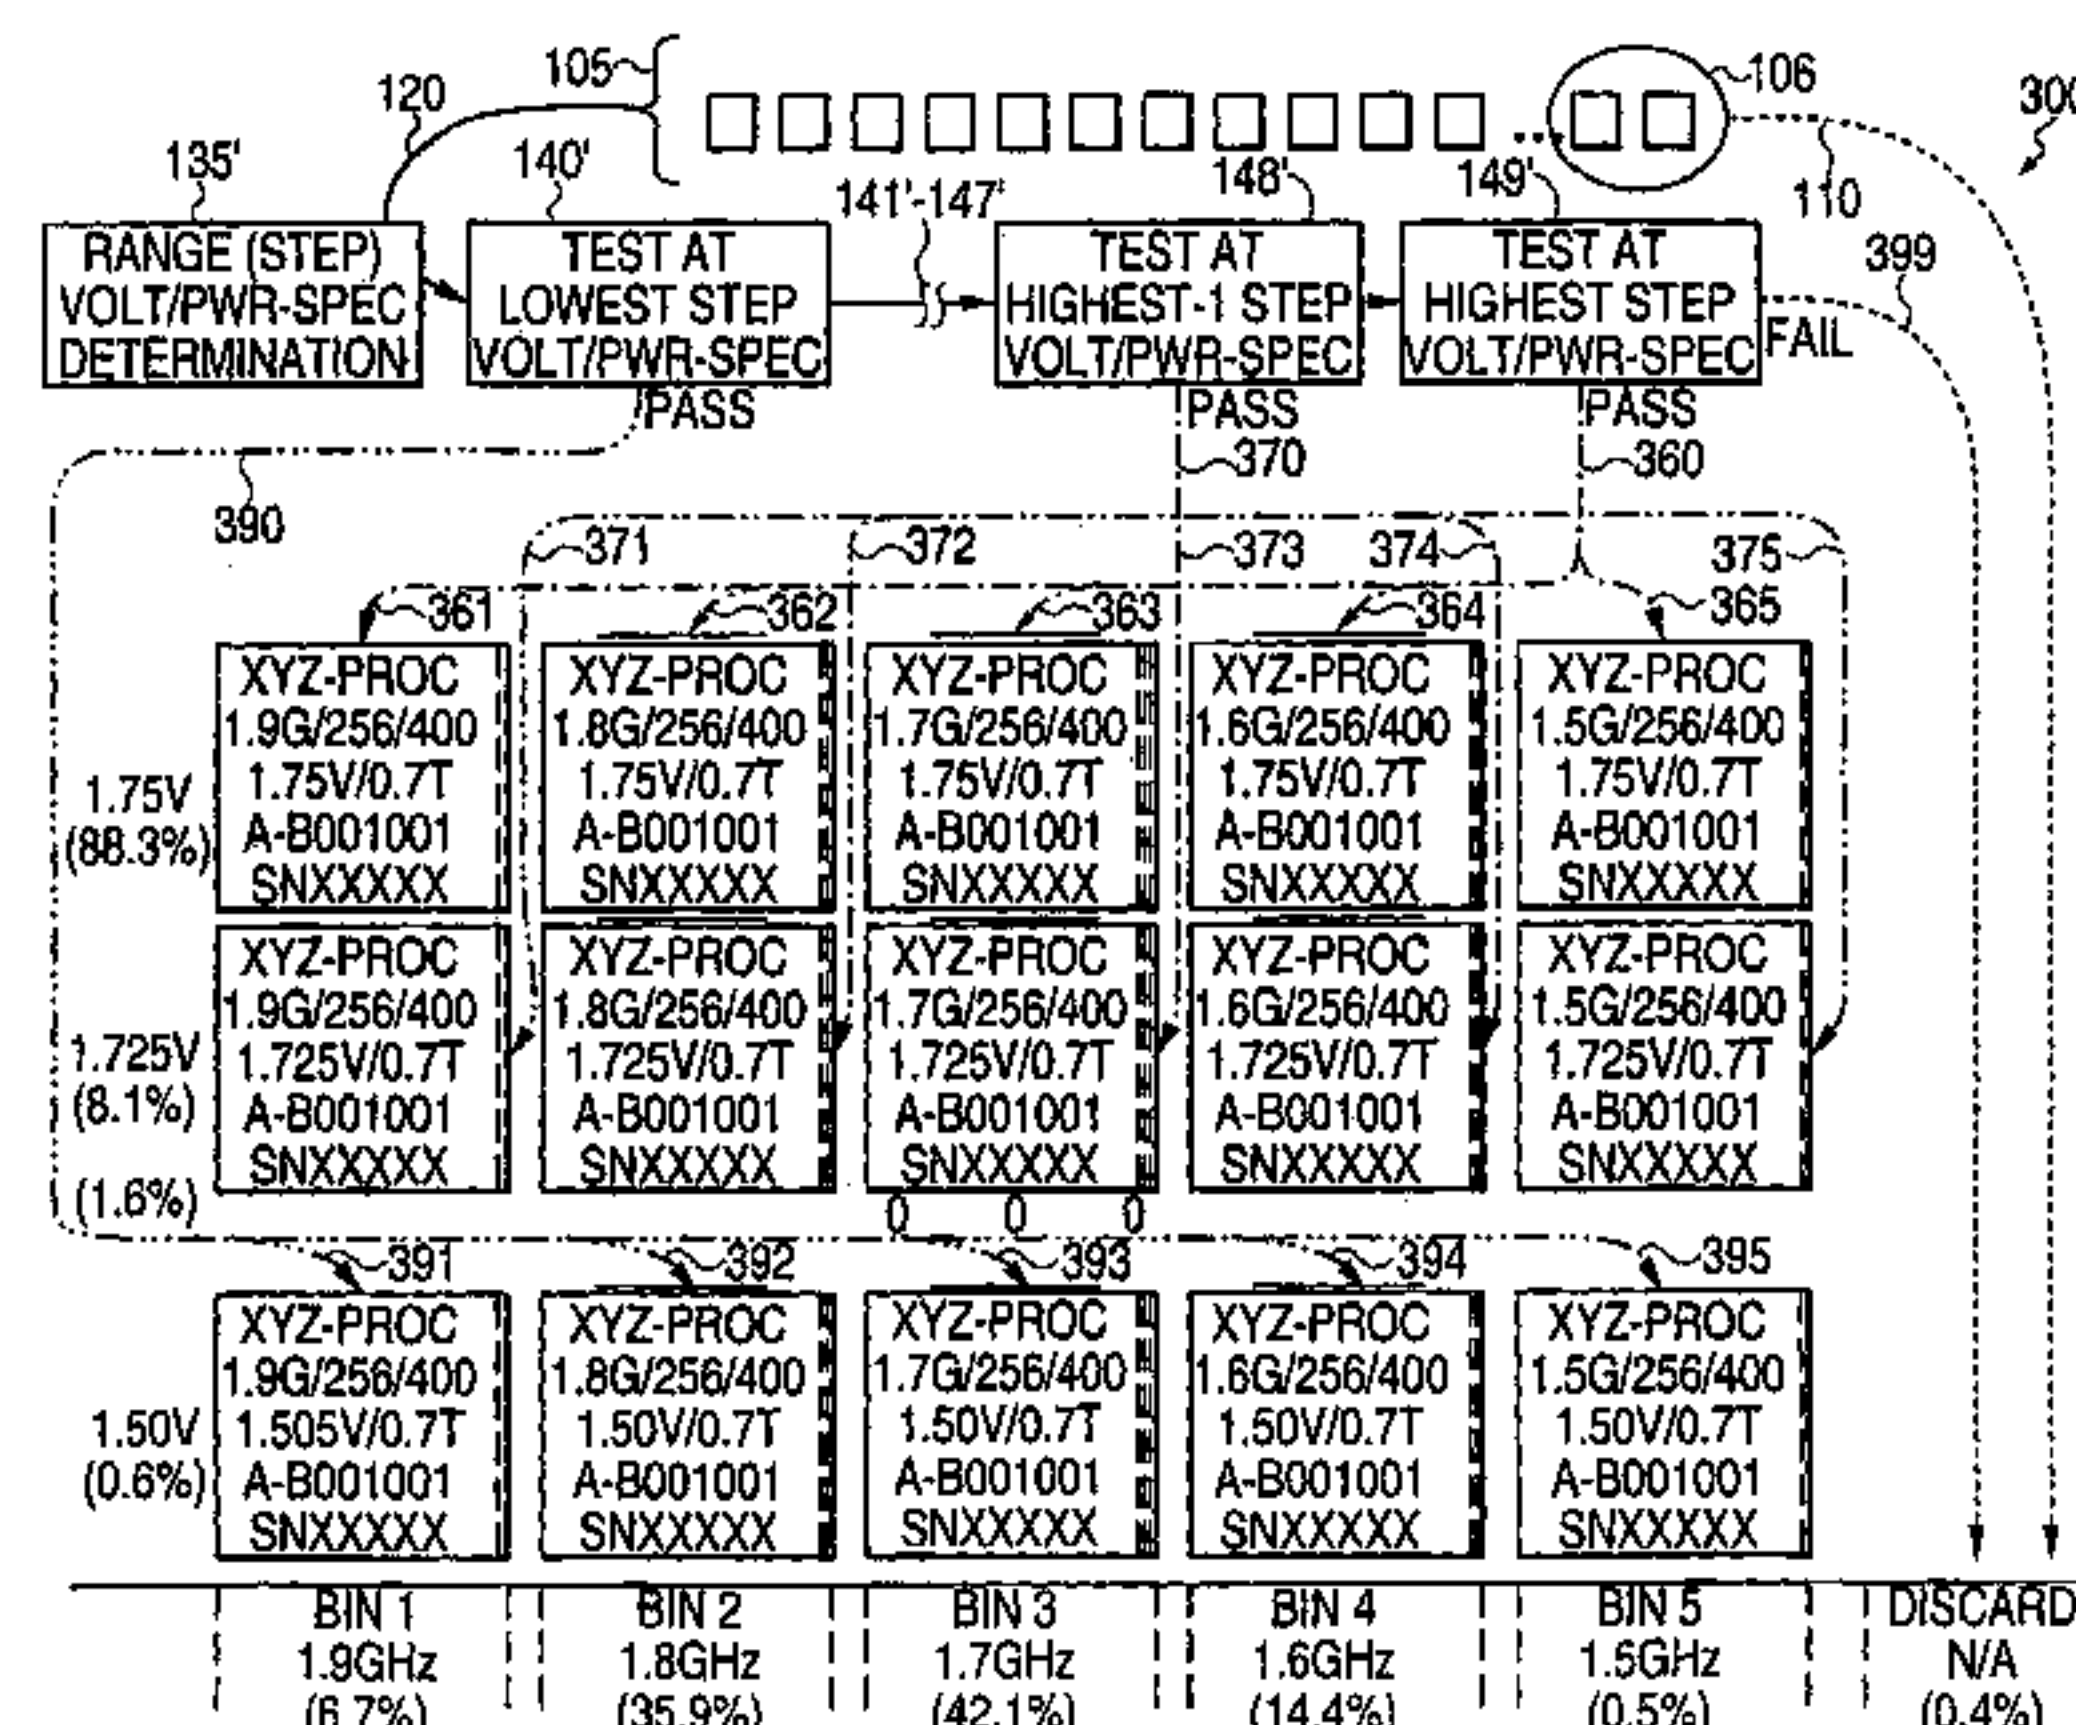 105
106
120
300
135'
140'
141'-147'
148'
149'
110
RANGE (STEP)
VOLT/PWR-SPEC
DETERMINATION
TEST AT
LOWEST STEP
VOLT/PWR-SPEC
TEST AT
HIGHEST-1 STEP
VOLT/PWR-SPEC
TEST AT
HIGHEST STEP
VOLT/PWR-SPEC
399
FAIL
PASS
PASS
PASS
370
360
390
371
372
373
374
375
361
362
363
364
365
1.75V
(88.3%)
XYZ-PROC
1.9G/256/400
1.75V/0.7T
A-B001001
SNXXXXX
XYZ-PROC
1.8G/256/400
1.75V/0.7T
A-B001001
SNXXXXX
XYZ-PROC
1.7G/256/400
1.75V/0.7T
A-B001001
SNXXXXX
XYZ-PROC
1.6G/256/400
1.75V/0.7T
A-B001001
SNXXXXX
XYZ-PROC
1.5G/256/400
1.75V/0.7T
A-B001001
SNXXXXX
1.725V
(8.1%)
XYZ-PROC
1.9G/256/400
1.725V/0.7T
A-B001001
SNXXXXX
XYZ-PROC
1.8G/256/400
1.725V/0.7T
A-B001001
SNXXXXX
XYZ-PROC
1.7G/256/400
1.725V/0.7T
A-B001001
SNXXXXX
XYZ-PROC
1.6G/256/400
1.725V/0.7T
A-B001001
SNXXXXX
XYZ-PROC
1.5G/256/400
1.725V/0.7T
A-B001001
SNXXXXX
(1.6%)
0 0 0
391
392
393
394
395
1.50V
(0.6%)
XYZ-PROC
1.9G/256/400
1.505V/0.7T
A-B001001
SNXXXXX
XYZ-PROC
1.8G/256/400
1.50V/0.7T
A-B001001
SNXXXXX
XYZ-PROC
1.7G/256/400
1.50V/0.7T
A-B001001
SNXXXXX
XYZ-PROC
1.6G/256/400
1.50V/0.7T
A-B001001
SNXXXXX
XYZ-PROC
1.5G/256/400
1.50V/0.7T
A-B001001
SNXXXXX
BIN 1
1.9GHz
(6.7%)
BIN 2
1.8GHz
(35.9%)
BIN 3
1.7GHz
(42.1%)
BIN 4
1.6GHz
(14.4%)
BIN 5
1.5GHz
(0.5%)
DISCARD
N/A
(0.4%)